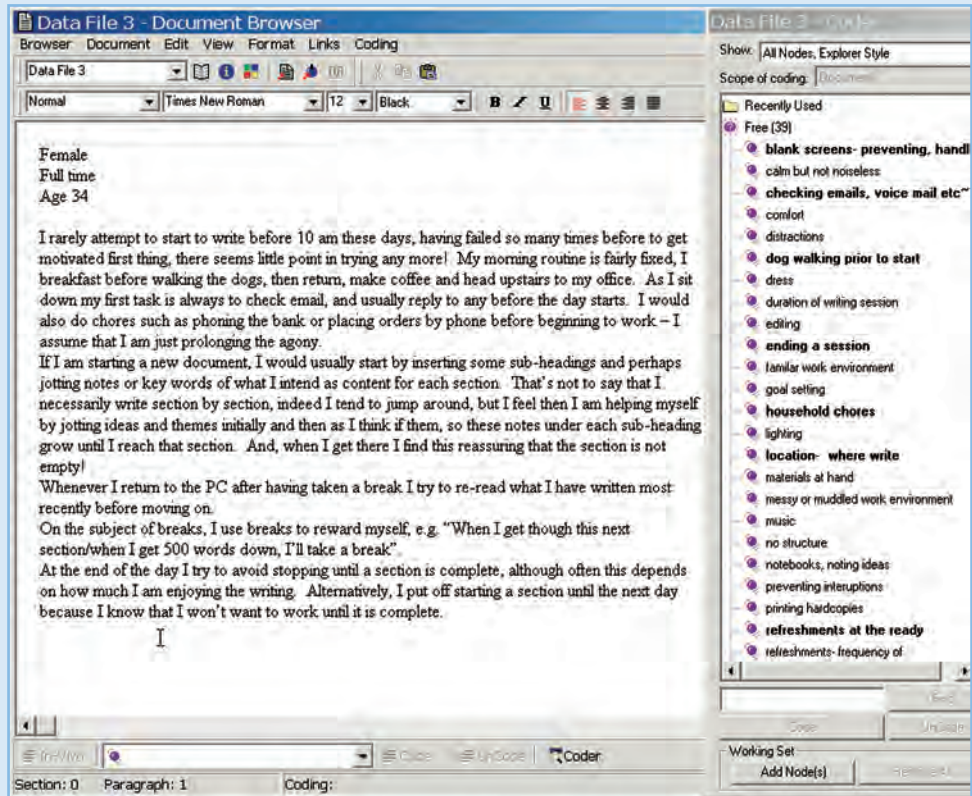 Data File 3 - Document Browser
Browser Document Edit View Format Links Coding
Data File 3
Normal Times New Roman 12 Black B I U
Female
Full time
Age 34
I rarely attempt to start to write before 10 am these days, having failed so many times before to get
motivated first thing, there seems little point in trying any more! My morning routine is fairly fixed, I
breakfast before walking the dogs, then return, make coffee and head upstairs to my office. As I sit
down my first task is always to check email, and usually reply to any before the day starts. I would
also do chores such as phoning the bank or placing orders by phone before beginning to work – I
assume that I am just prolonging the agony.
If I am starting a new document, I would usually start by inserting some sub-headings and perhaps
jotting notes or key words of what I intend as content for each section. That's not to say that I
necessarily write section by section, indeed I tend to jump around, but I feel then I am helping myself
by jotting ideas and themes initially and then as I think if them, so these notes under each sub-heading
grow until I reach that section. And, when I get there I find this reassuring that the section is not
empty!
Whenever I return to the PC after having taken a break I try to re-read what I have written most
recently before moving on.
On the subject of breaks, I use breaks to reward myself, e.g. "When I get though this next
section/when I get 500 words down, I'll take a break".
At the end of the day I try to avoid stopping until a section is complete, although often this depends
on how much I am enjoying the writing. Alternatively, I put off starting a section until the next day
because I know that I won't want to work until it is complete.
In-Vivo Code UnCode Coder
Section: 0 Paragraph: 1 Coding:
Data File 3 - Coder
Show: All Nodes, Explorer Style
Scope of coding: Document
Recently Used
Free (39)
blank screens- preventing, handl
calm but not noiseless
checking emails, voice mail etc~
comfort
distractions
dog walking prior to start
dress
duration of writing session
editing
ending a session
familar work environment
goal setting
household chores
lighting
location- where write
materials at hand
messy or muddled work environment
music
no structure
notebooks, noting ideas
preventing interuptions
printing hardcopies
refreshments at the ready
refreshments- frequency of
Code UnCode
Working Set
Add Node(s)